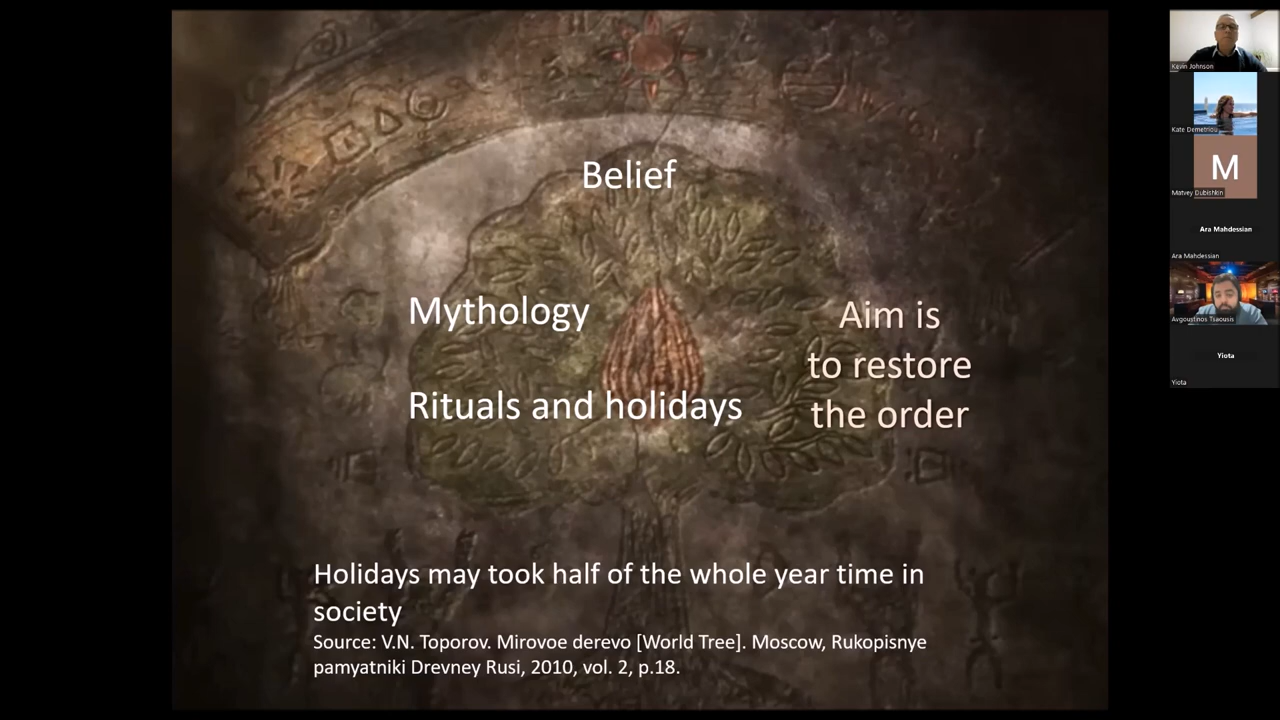 Belief
Mythology
Rituals and holidays
Aim is
to restore
the order
Holidays may took half of the whole year time in
society
Source: V.N. Toporov. Mirovoe derevo [World Tree]. Moscow, Rukopisnye
pamyatniki Drevney Rusi, 2010, vol. 2, p.18.
Kevin Johnson
Kate Demetriou
M
Matvey Dubishkin
Ara Mahdessian
Ara Mahdessian
Avgoustinos Tsaousis
Yiota
Yiota